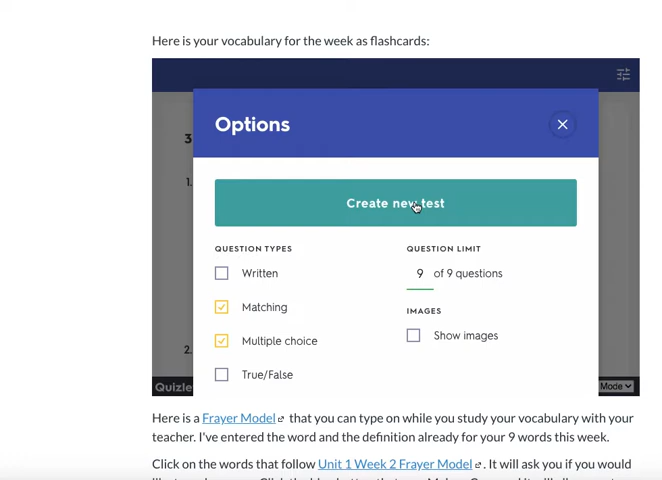 Here is your vocabulary for the week as flashcards:
Options
3
Create new test
1.
QUESTION TYPES
QUESTION LIMIT
Written
9 of 9 questions
Matching
IMAGES
Show images
Multiple choice
2.
True/False
Quizle
Mode
Here is a Frayer Model that you can type on while you study your vocabulary with your
teacher. I've entered the word and the definition already for your 9 words this week.
Click on the words that follow Unit 1 Week 2 Frayer Model . It will ask you if you would